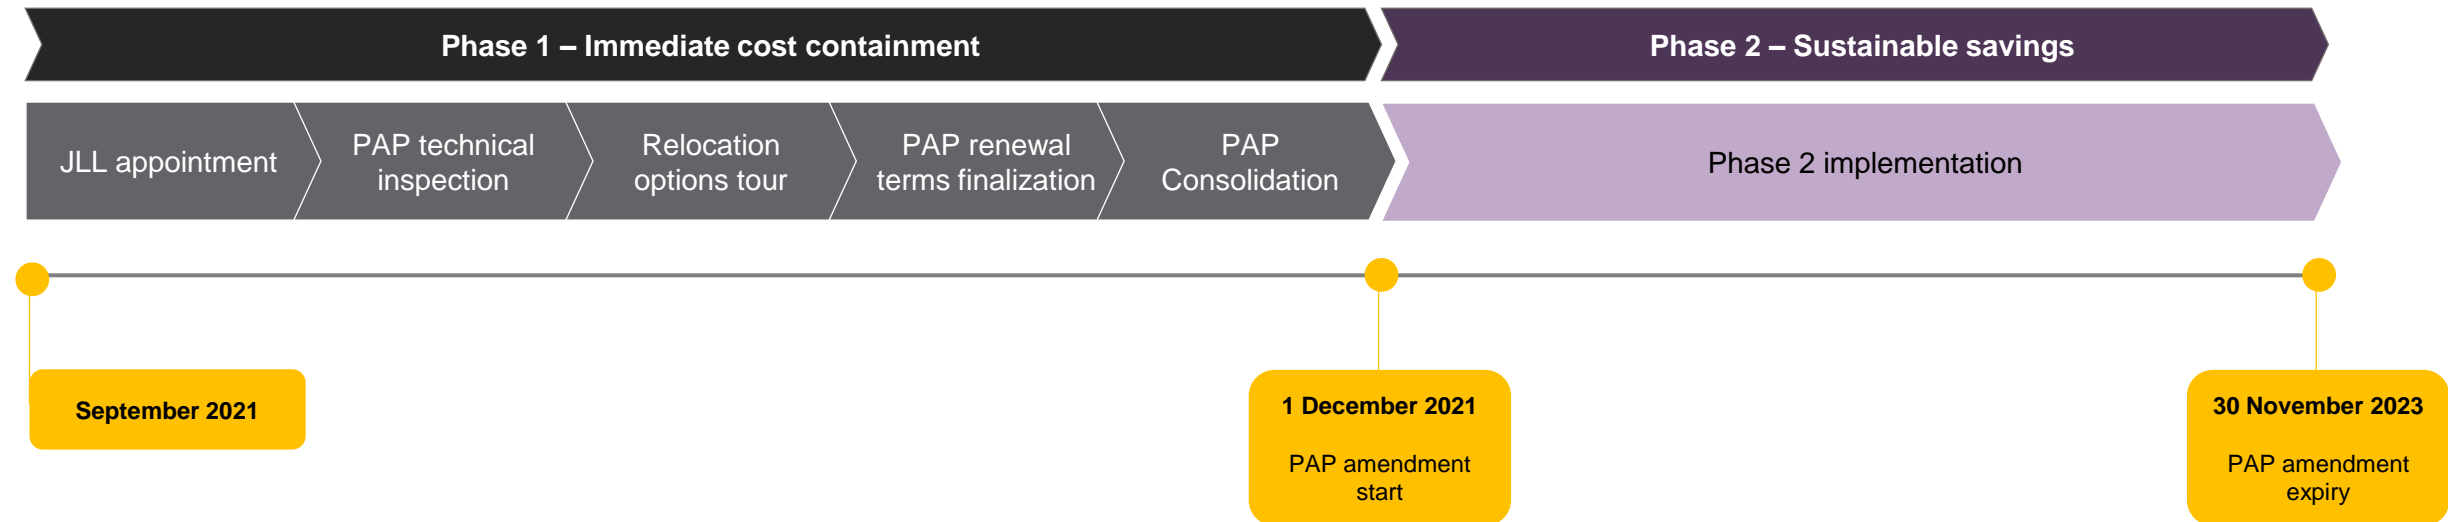 Phase 1 – Immediate cost containment
Phase 2 – Sustainable savings
JLL appointment
PAP technical
inspection
Relocation
options tour
PAP renewal
terms finalization
PAP
Consolidation
Phase 2 implementation
September 2021
1 December 2021
PAP amendment
start
30 November 2023
PAP amendment
expiry